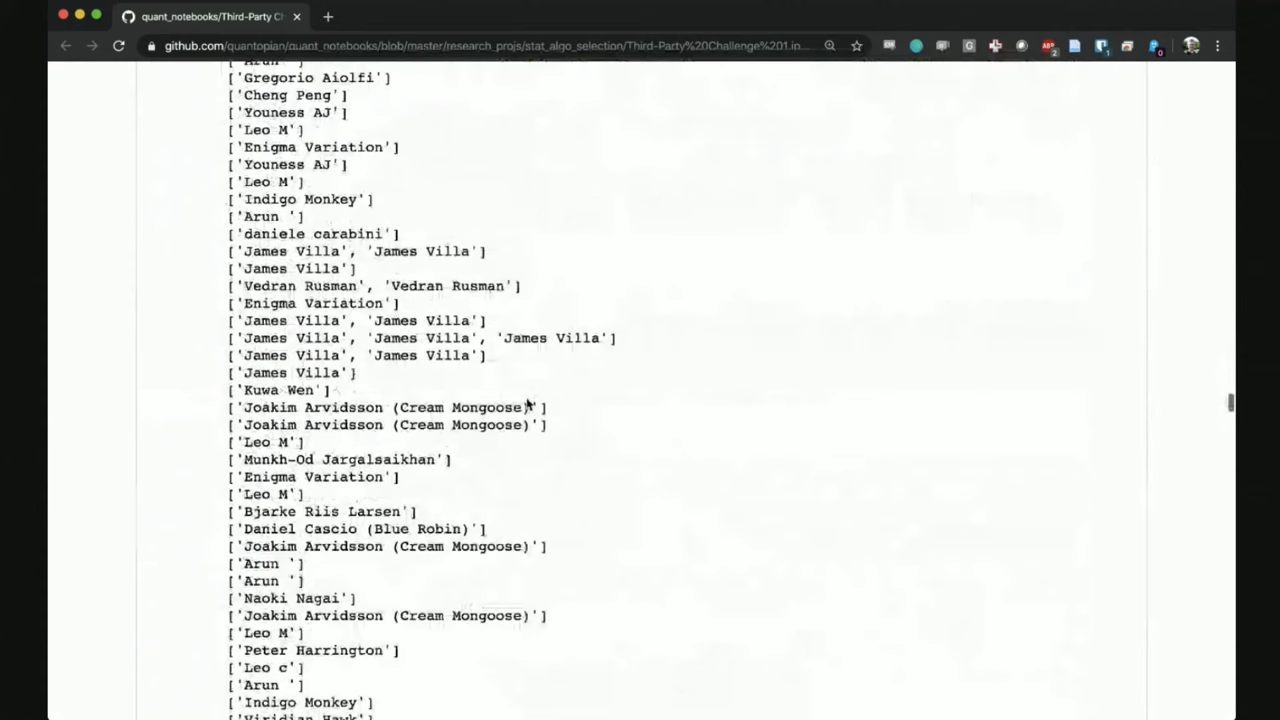 quant_notebooks/Third-Party Cl
github.com/quantopian/quant_notebooks/blob/master/research_projs/stat_algo_selection/Third-Party%20Challenge%201.ip...
['Arun ']
['Gregorio Aiolfi']
['Cheng Peng']
['Youness AJ']
['Leo M']
['Enigma Variation']
['Youness AJ']
['Leo M']
['Indigo Monkey']
['Arun ']
['daniele carabini']
['James Villa', 'James Villa']
['James Villa']
['Vedran Rusman', 'Vedran Rusman']
['Enigma Variation']
['James Villa', 'James Villa']
['James Villa', 'James Villa', 'James Villa']
['James Villa', 'James Villa']
['James Villa']
['Kuwa Wen']
['Joakim Arvidsson (Cream Mongoose)']
['Joakim Arvidsson (Cream Mongoose)']
['Leo M']
['Munkh-Od Jargalsaikhan']
['Enigma Variation']
['Leo M']
['Bjarke Riis Larsen']
['Daniel Cascio (Blue Robin)']
['Joakim Arvidsson (Cream Mongoose)']
['Arun ']
['Arun ']
['Naoki Nagai']
['Joakim Arvidsson (Cream Mongoose)']
['Leo M']
['Peter Harrington']
['Leo c']
['Arun ']
['Indigo Monkey']
['Viridian Hawk']